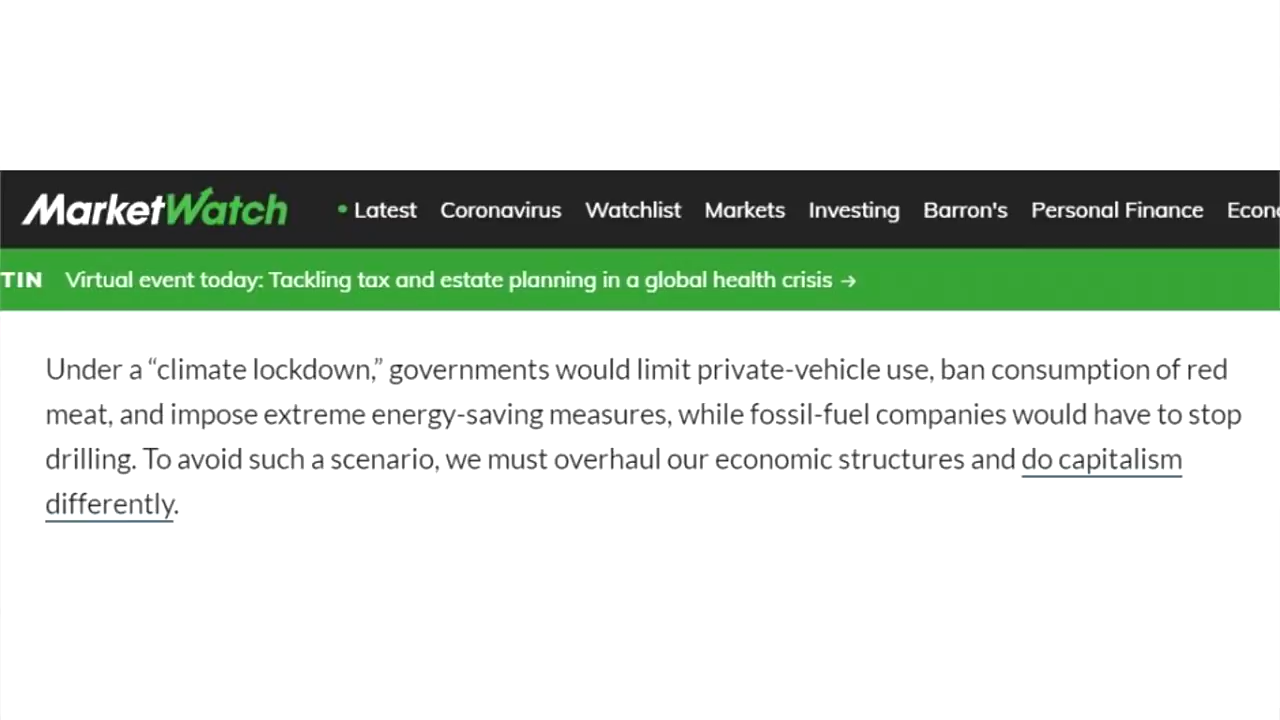 MarketWatch • Latest Coronavirus Watchlist Markets Investing Barron's Personal Finance Econ
TIN Virtual event today: Tackling tax and estate planning in a global health crisis →
Under a “climate lockdown,” governments would limit private-vehicle use, ban consumption of red
meat, and impose extreme energy-saving measures, while fossil-fuel companies would have to stop
drilling. To avoid such a scenario, we must overhaul our economic structures and do capitalism
differently.